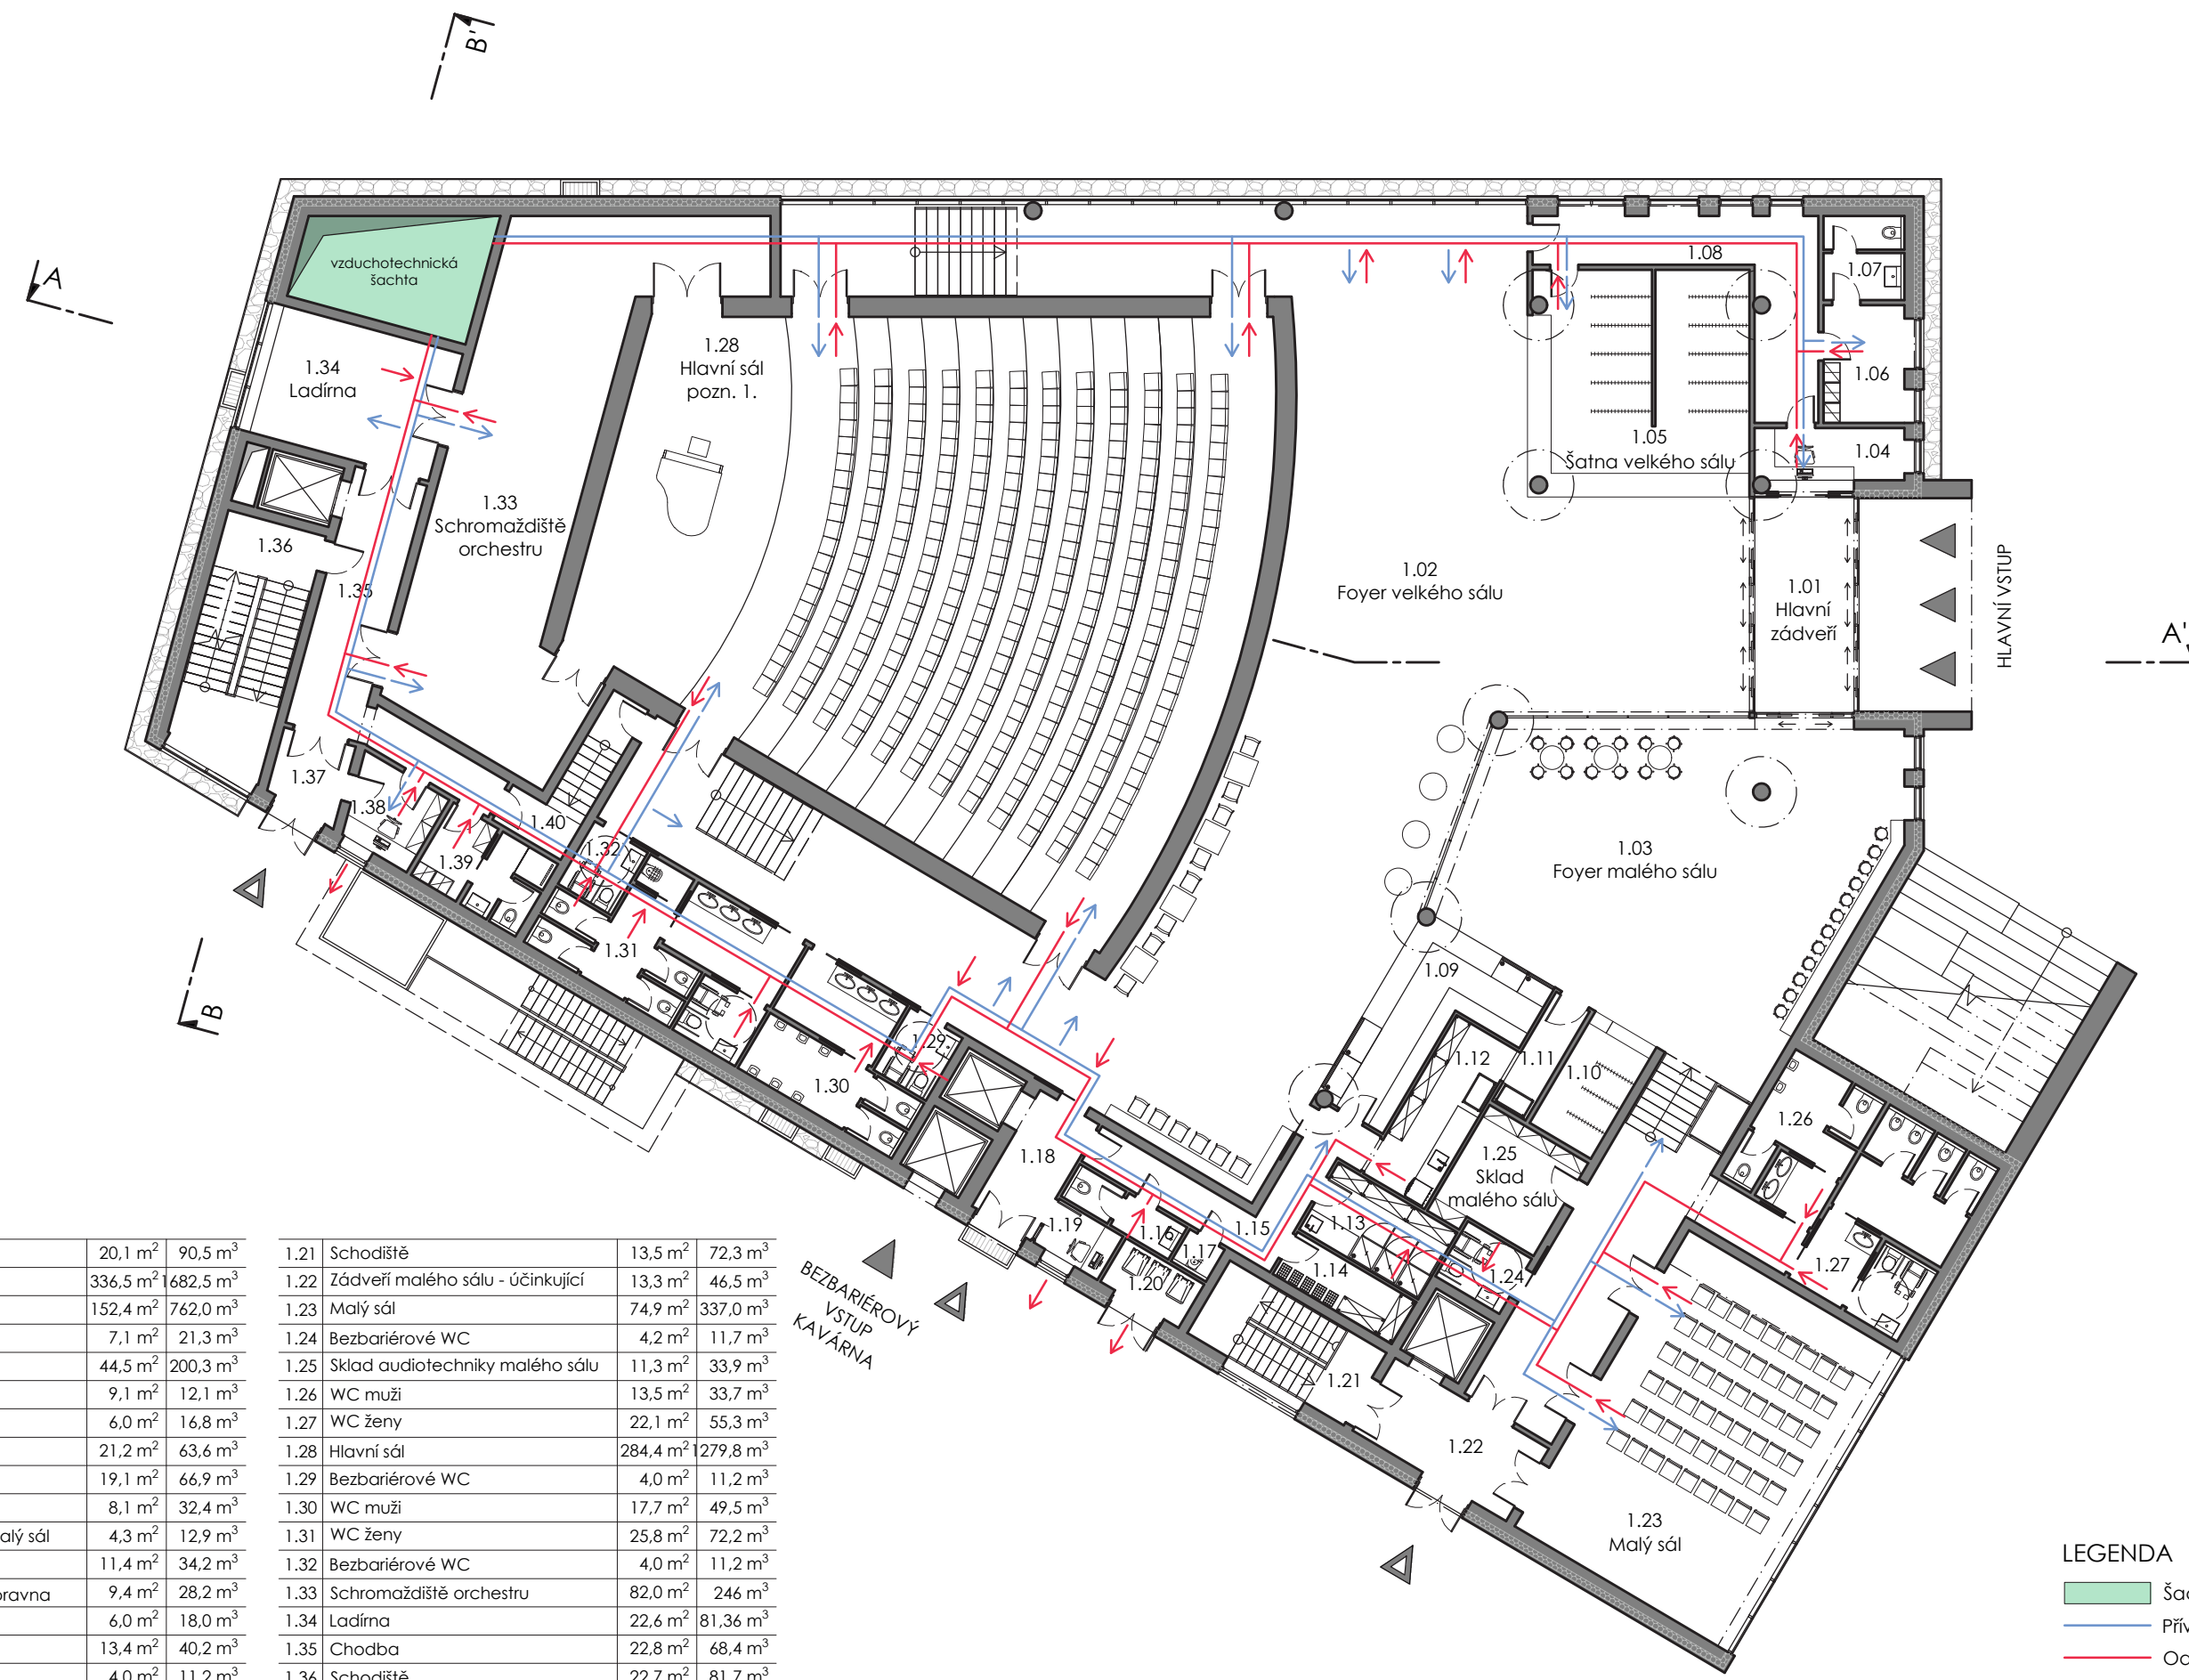 B'
A
vzduchotechnická
šachta
1.34
Ladírna
1.28
Hlavní sál
pozn. 1.
1.08
1.07
1.06
1.05
Šatna velkého sálu
1.04
1.33
Schromaždiště
orchestru
1.36
1.35
1.02
Foyer velkého sálu
1.01
Hlavní
zádveří
HLAVNÍ VSTUP
A'
1.37
1.38
1.40
1.39
1.32
1.31
1.03
Foyer malého sálu
B
1.09
1.29
1.30
1.12
1.11
1.10
1.26
1.18
1.25
Sklad
malého sálu
1.19
1.16
1.15
1.13
1.17
1.20
1.14
1.24
1.27
1.21
1.22
1.23
Malý sál
BEZBARIÉROVÝ
VSTUP
KAVÁRNA
20,1 m² 90,5 m³
336,5 m² 1682,5 m³
152,4 m² 762,0 m³
7,1 m² 21,3 m³
44,5 m² 200,3 m³
9,1 m² 12,1 m³
6,0 m² 16,8 m³
21,2 m² 63,6 m³
19,1 m² 66,9 m³
8,1 m² 32,4 m³
sál 4,3 m² 12,9 m³
11,4 m² 34,2 m³
9,4 m² 28,2 m³
6,0 m² 18,0 m³
13,4 m² 40,2 m³
4,0 m² 11,2 m³
1.21 Schodiště 13,5 m² 72,3 m³
1.22 Zádveří malého sálu - účinkující 13,3 m² 46,5 m³
1.23 Malý sál 74,9 m² 337,0 m³
1.24 Bezbariérové WC 4,2 m² 11,7 m³
1.25 Sklad audiotechniky malého sálu 11,3 m² 33,9 m³
1.26 WC muži 13,5 m² 33,7 m³
1.27 WC ženy 22,1 m² 55,3 m³
1.28 Hlavní sál 284,4 m² 1279,8 m³
1.29 Bezbariérové WC 4,0 m² 11,2 m³
1.30 WC muži 17,7 m² 49,5 m³
1.31 WC ženy 25,8 m² 72,2 m³
1.32 Bezbariérové WC 4,0 m² 11,2 m³
1.33 Schromaždiště orchestru 82,0 m² 246 m³
1.34 Ladírna 22,6 m² 81,36 m³
1.35 Chodba 22,8 m² 68,4 m³
1.36 Schodiště 22,7 m² 81,7 m³
LEGENDA